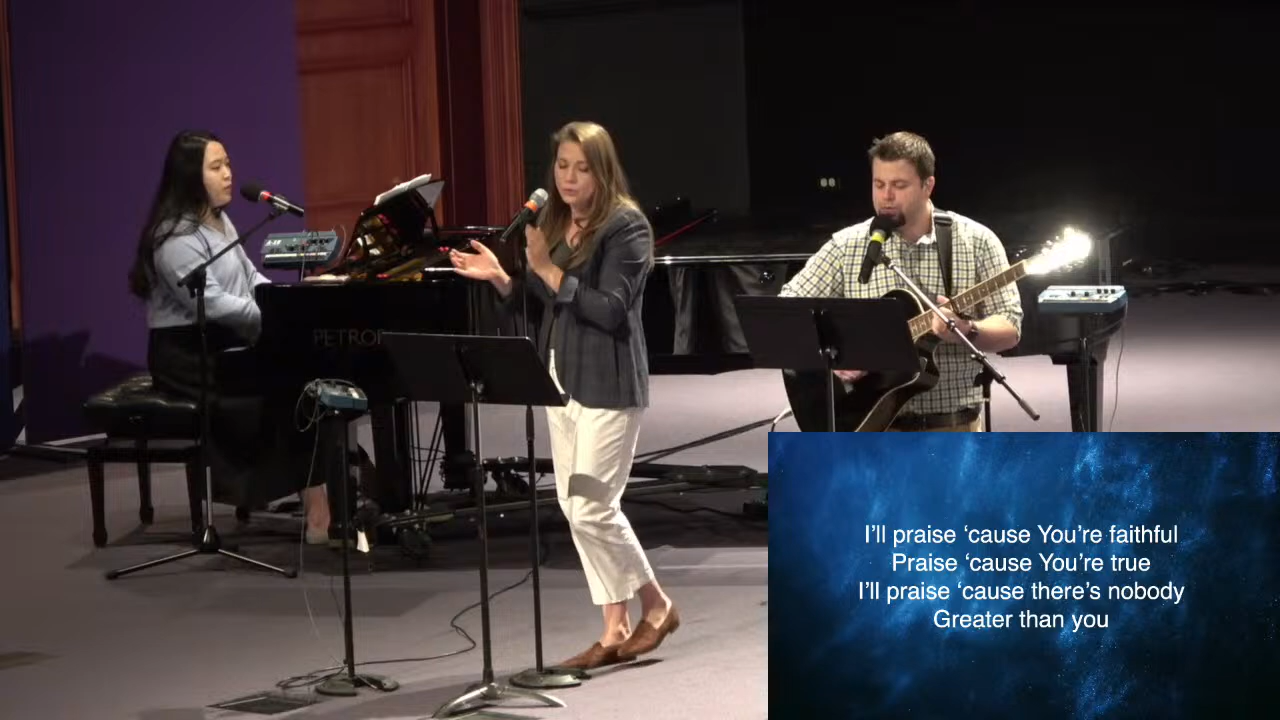 PETROF
I'll praise ‘cause You're faithful
Praise ‘cause You're true
I'll praise ‘cause there's nobody
Greater than you